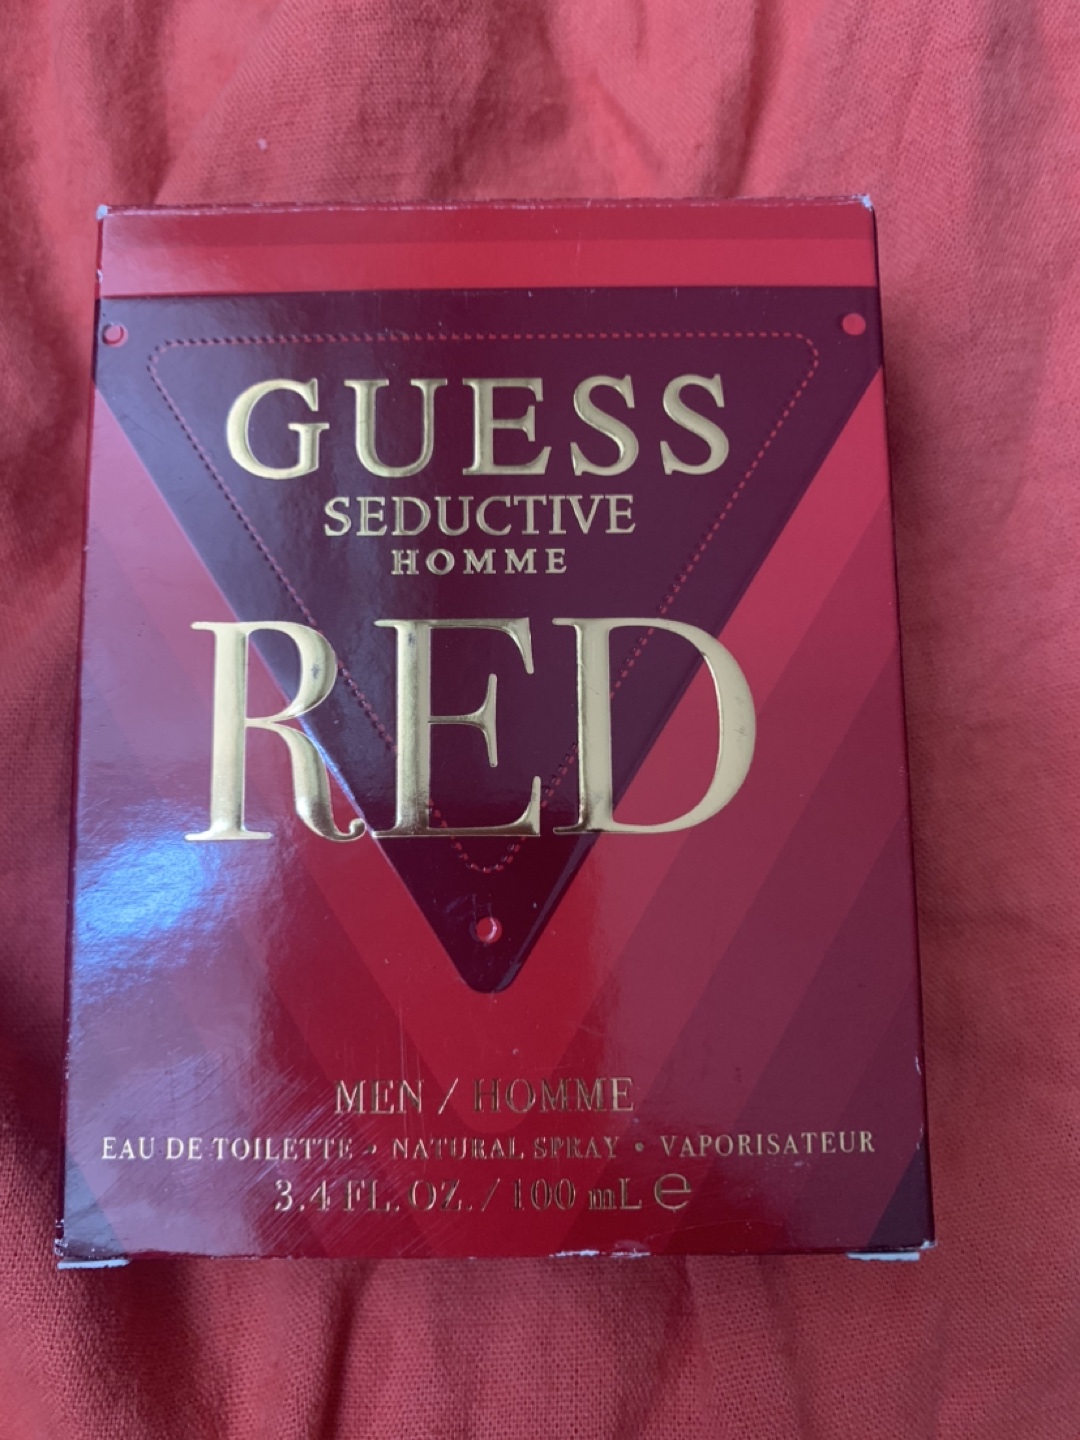 GUESS
SEDUCTIVE
HOMME
RED
MEN / HOMME
EAU DE TOILETTE • NATURAL SPRAY • VAPORISATEUR
3.4 FL. OZ. / 100 mL ℮